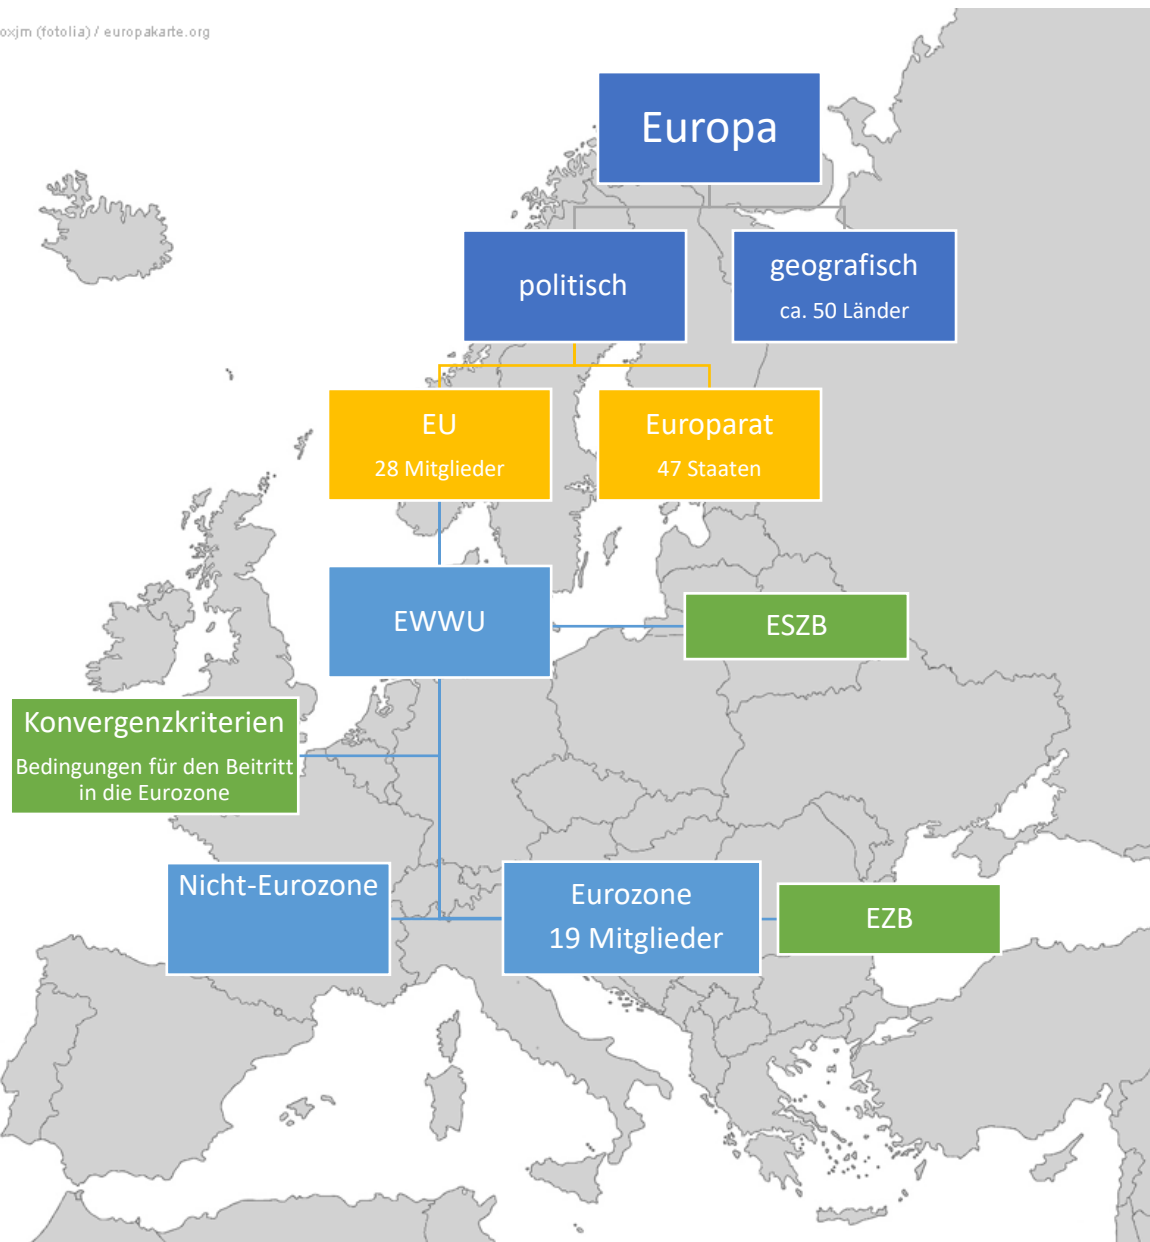 oxjm (fotolia) / europakarte.org
Europa
politisch
geografisch
ca. 50 Länder
EU
28 Mitglieder
Europarat
47 Staaten
EWWU
ESZB
Konvergenzkriterien
Bedingungen für den Beitritt
in die Eurozone
Nicht-Eurozone
Eurozone
19 Mitglieder
EZB